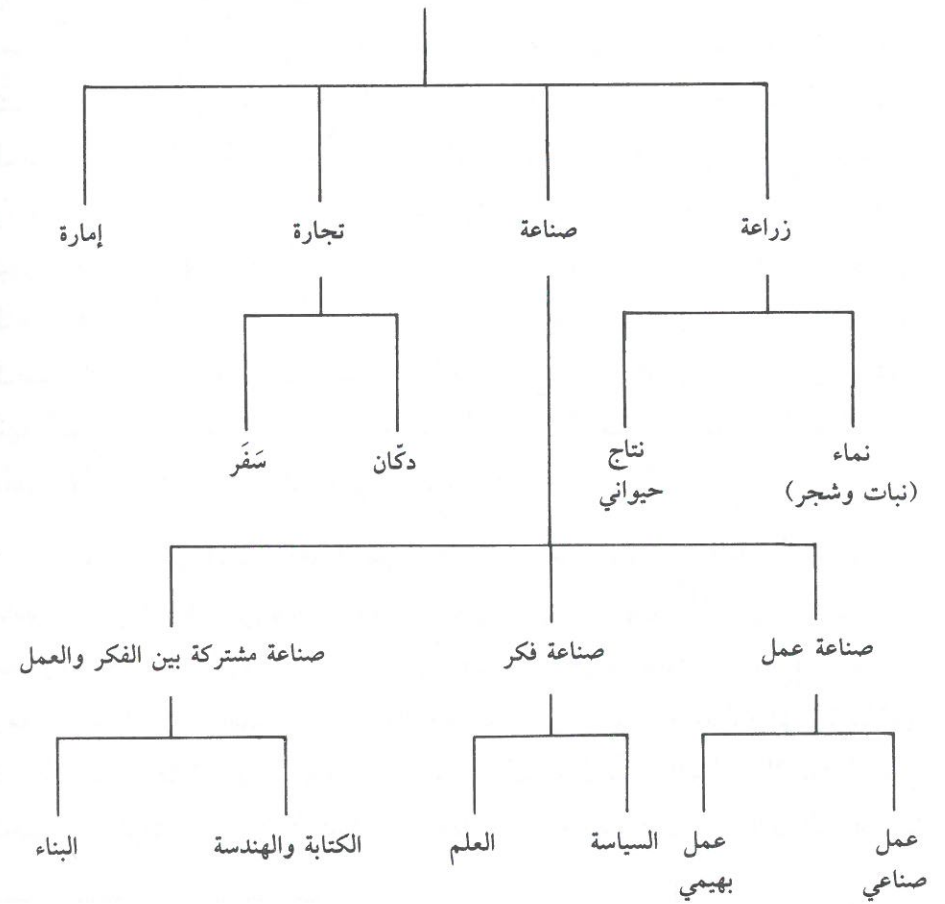 زراعة
صناعة
تجارة
إمارة
نماء
(نبات وشجر)
نتاج
حيواني
دكّان
سَفَر
صناعة عمل
صناعة فكر
صناعة مشتركة بين الفكر والعمل
عمل
صناعي
عمل
بهيمي
السياسة
العلم
الكتابة والهندسة
البناء